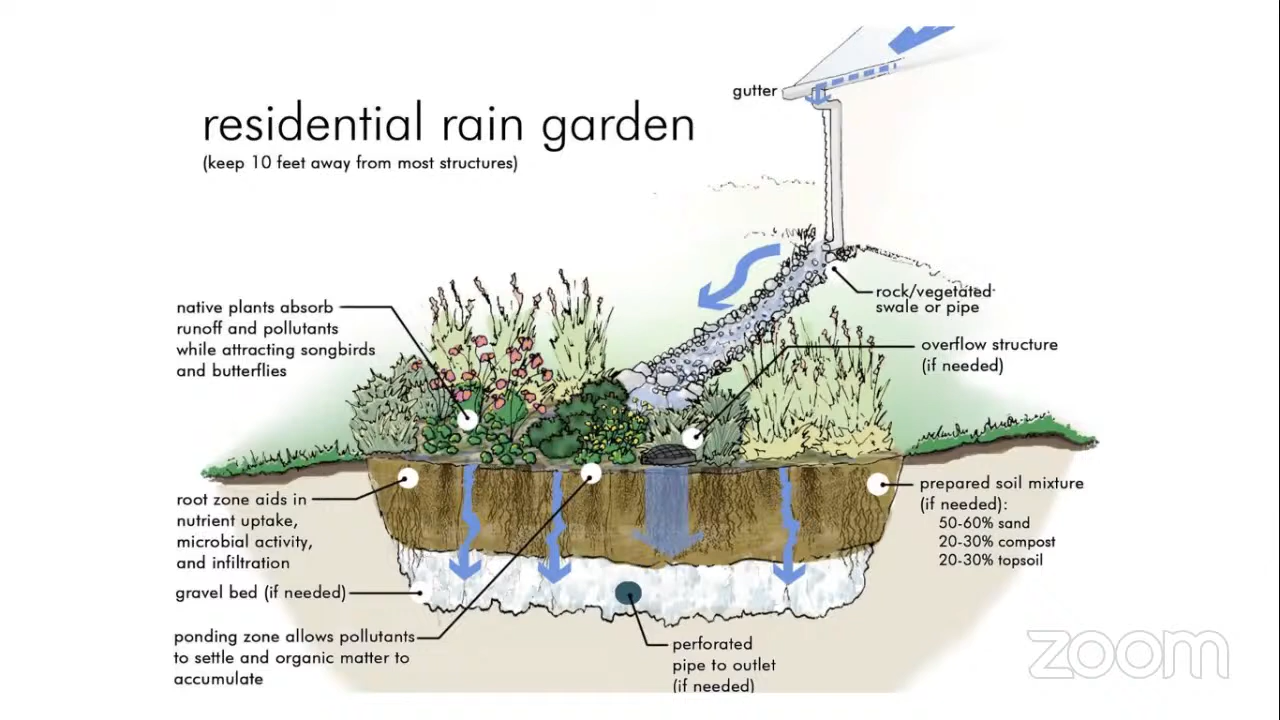 residential rain garden
(keep 10 feet away from most structures)
gutter
native plants absorb
runoff and pollutants
while attracting songbirds
and butterflies
rock/vegetated
swale or pipe
overflow structure
(if needed)
root zone aids in
nutrient uptake,
microbial activity,
and infiltration
prepared soil mixture
(if needed):
50-60% sand
20-30% compost
20-30% topsoil
gravel bed (if needed)
ponding zone allows pollutants
to settle and organic matter to
accumulate
perforated
pipe to outlet
(if needed)
zoom